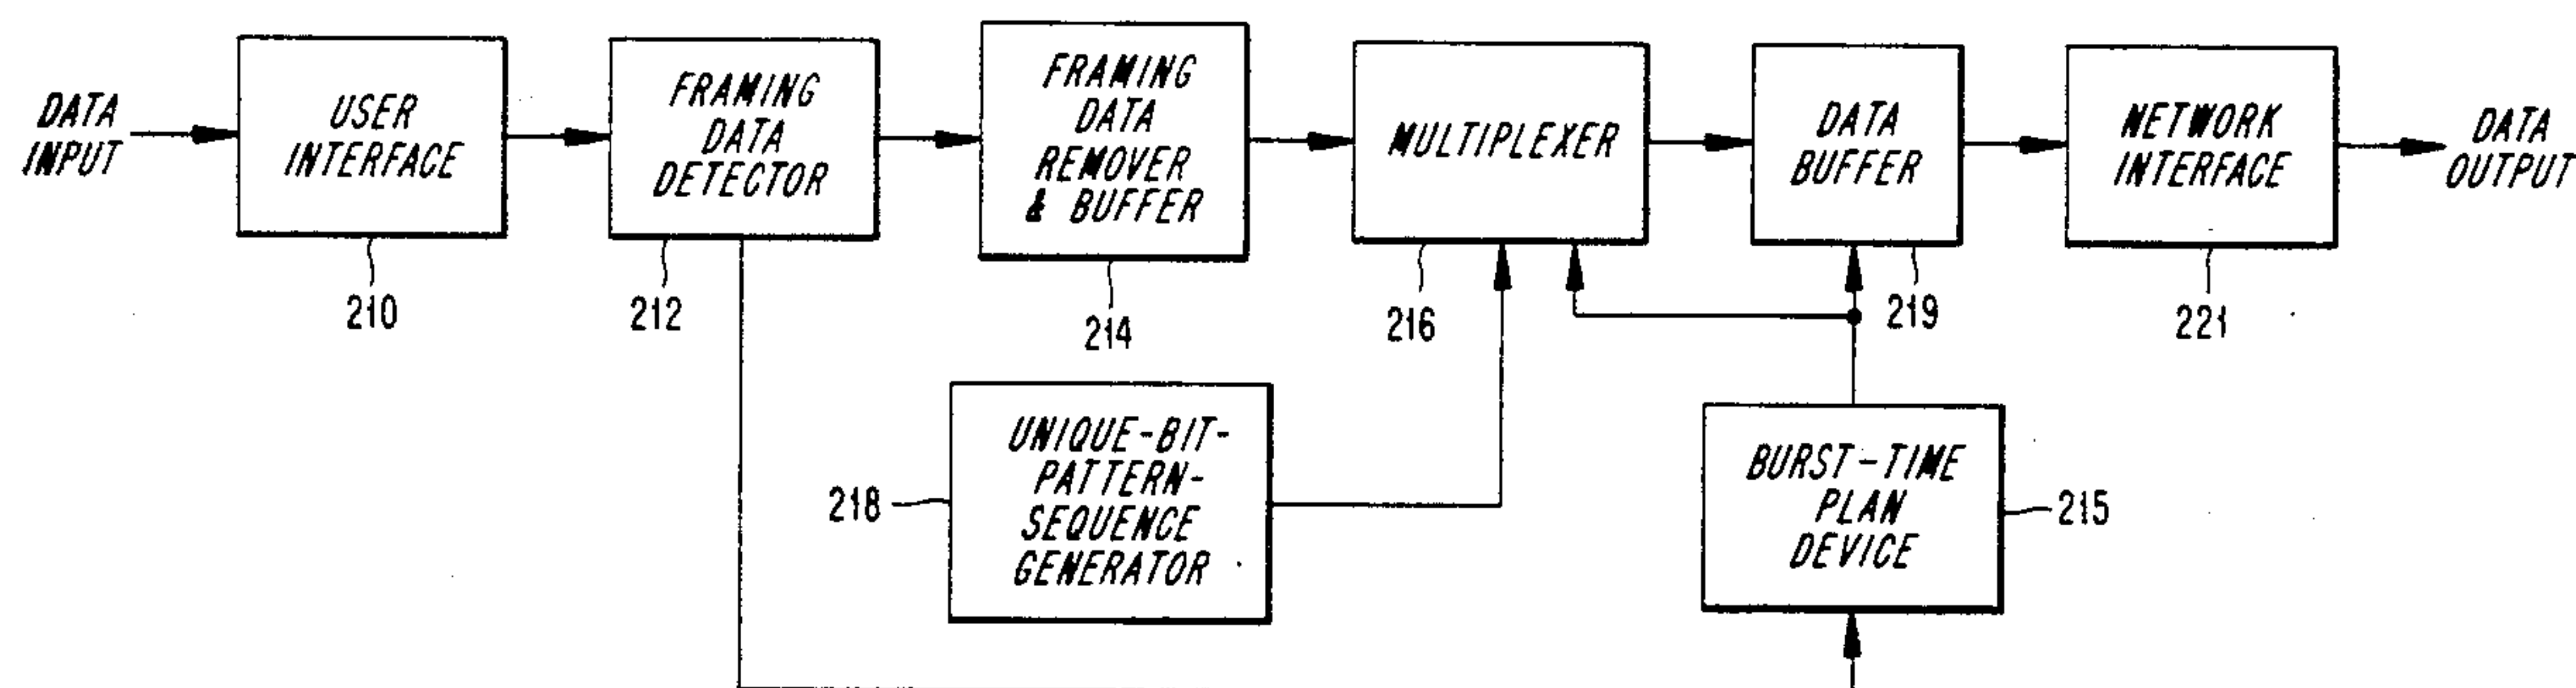 DATA
INPUT
USER
INTERFACE
210
FRAMING
DATA
DETECTOR
212
FRAMING
DATA
REMOVER
& BUFFER
214
MULTIPLEXER
216
DATA
BUFFER
219
NETWORK
INTERFACE
221
DATA
OUTPUT
UNIQUE-BIT-
PATTERN-
SEQUENCE
GENERATOR
218
BURST-TIME
PLAN
DEVICE
215